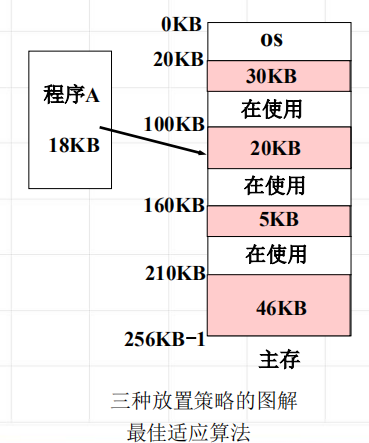 0KB
os
20KB
30KB
程序A
在使用
100KB
18KB
20KB
在使用
160KB
5KB
在使用
210KB
46KB
256KB-1
主存
三种放置策略的图解
最佳适应算法